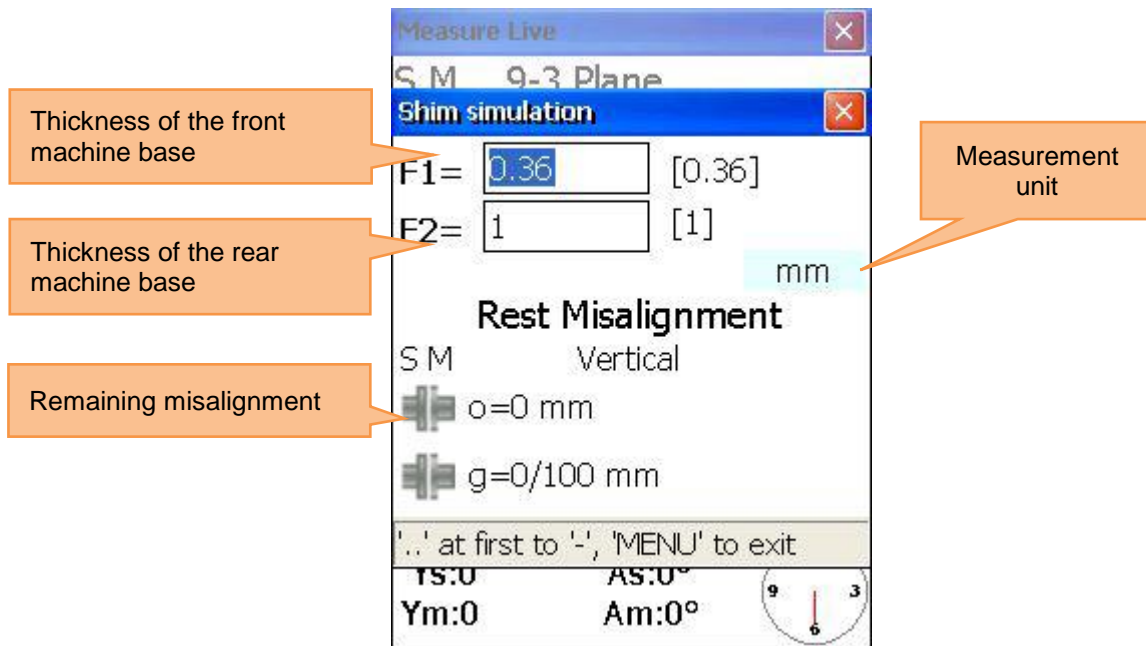 Measure Live
S M 9-3 Plane
Shim simulation
Thickness of the front
machine base
F1= 0.36 [0.36]
Measurement
unit
Thickness of the rear
machine base
F2= 1 [1]
mm
Rest Misalignment
S M Vertical
Remaining misalignment
o=0 mm
g=0/100 mm
'..' at first to '-', 'MENU' to exit
Ys:0 As:0°
Ym:0 Am:0°
9 3
6